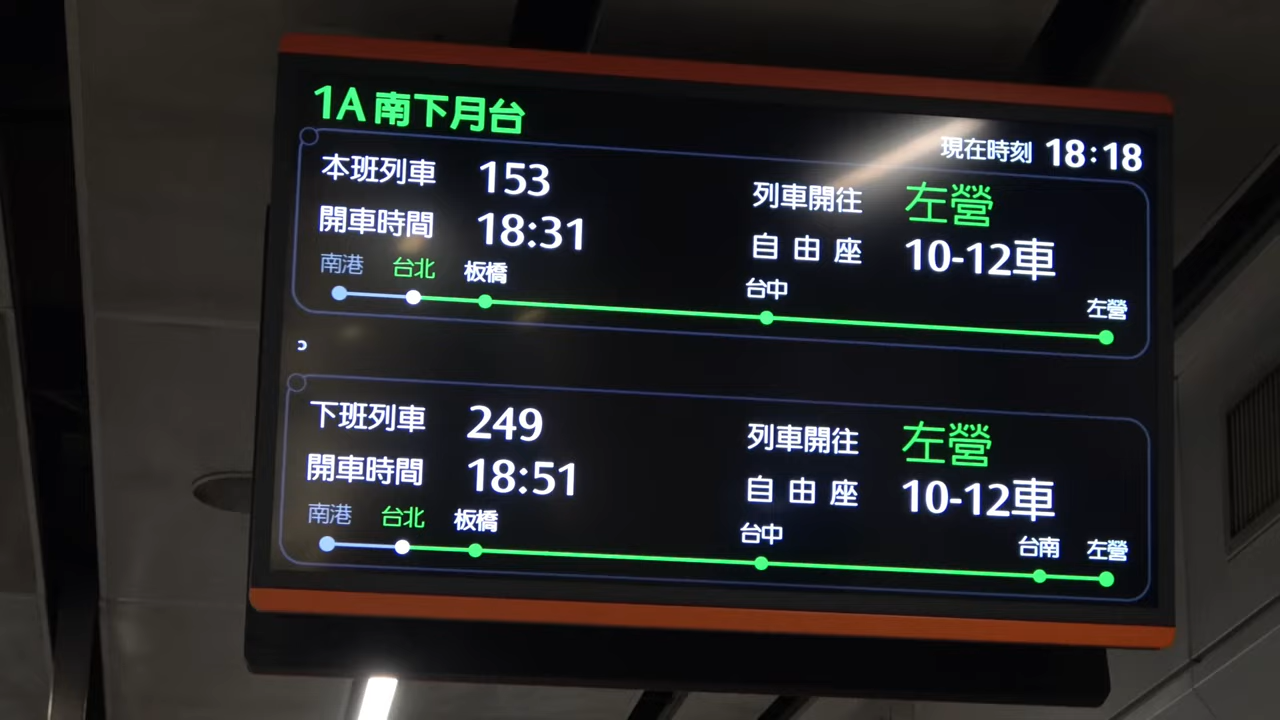 1A 南下月台
現在時刻 18:18
本班列車 153 列車開往 左營
開車時間 18:31 自由座 10-12車
南港 台北 板橋 台中 左營
下班列車 249 列車開往 左營
開車時間 18:51 自由座 10-12車
南港 台北 板橋 台中 台南 左營